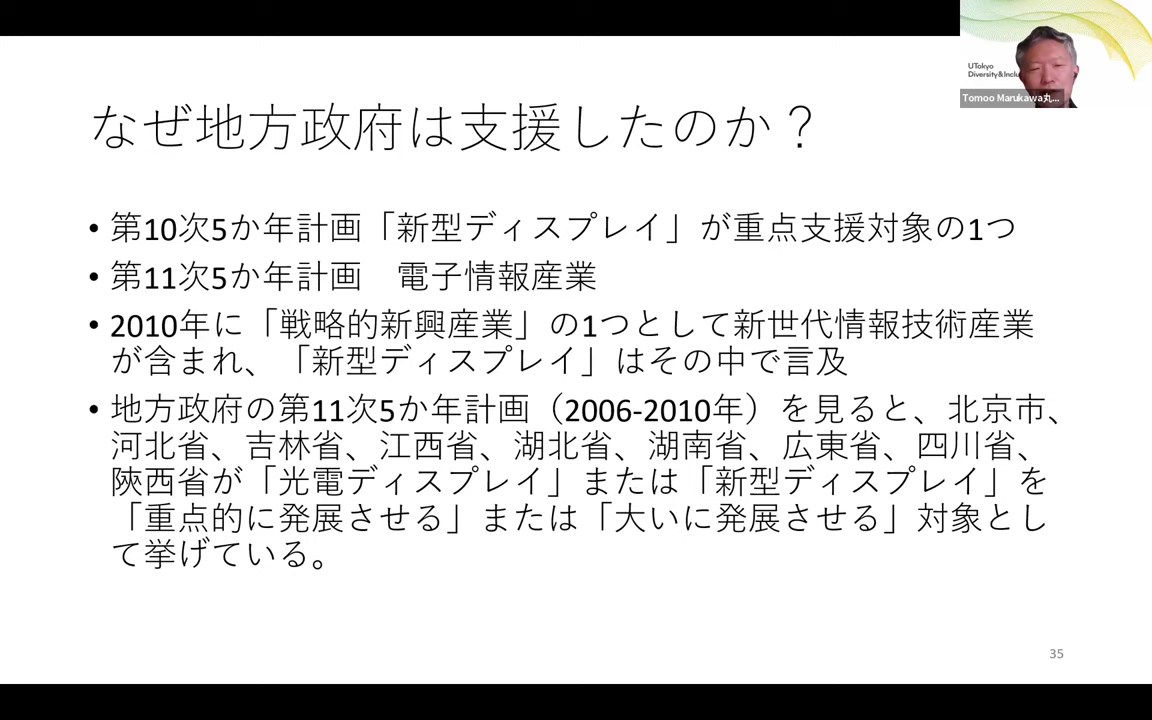 UTokyo
Diversity&Inclu
Tomoo Marukawa丸...
なぜ地方政府は支援したのか？
• 第10次5か年計画「新型ディスプレイ」が重点支援対象の1つ
• 第11次5か年計画　電子情報産業
• 2010年に「戦略的新興産業」の1つとして新世代情報技術産業
が含まれ、「新型ディスプレイ」はその中で言及
• 地方政府の第11次5か年計画（2006-2010年）を見ると、北京市、
河北省、吉林省、江西省、湖北省、湖南省、広東省、四川省、
陝西省が「光電ディスプレイ」または「新型ディスプレイ」を
「重点的に発展させる」または「大いに発展させる」対象とし
て挙げている。
35